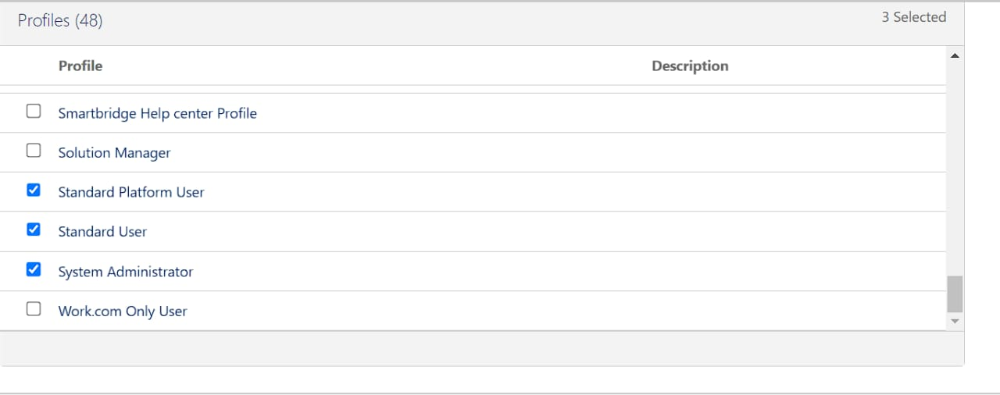 Profiles (48)
3 Selected
Profile Description
Smartbridge Help center Profile
Solution Manager
Standard Platform User
Standard User
System Administrator
Work.com Only User